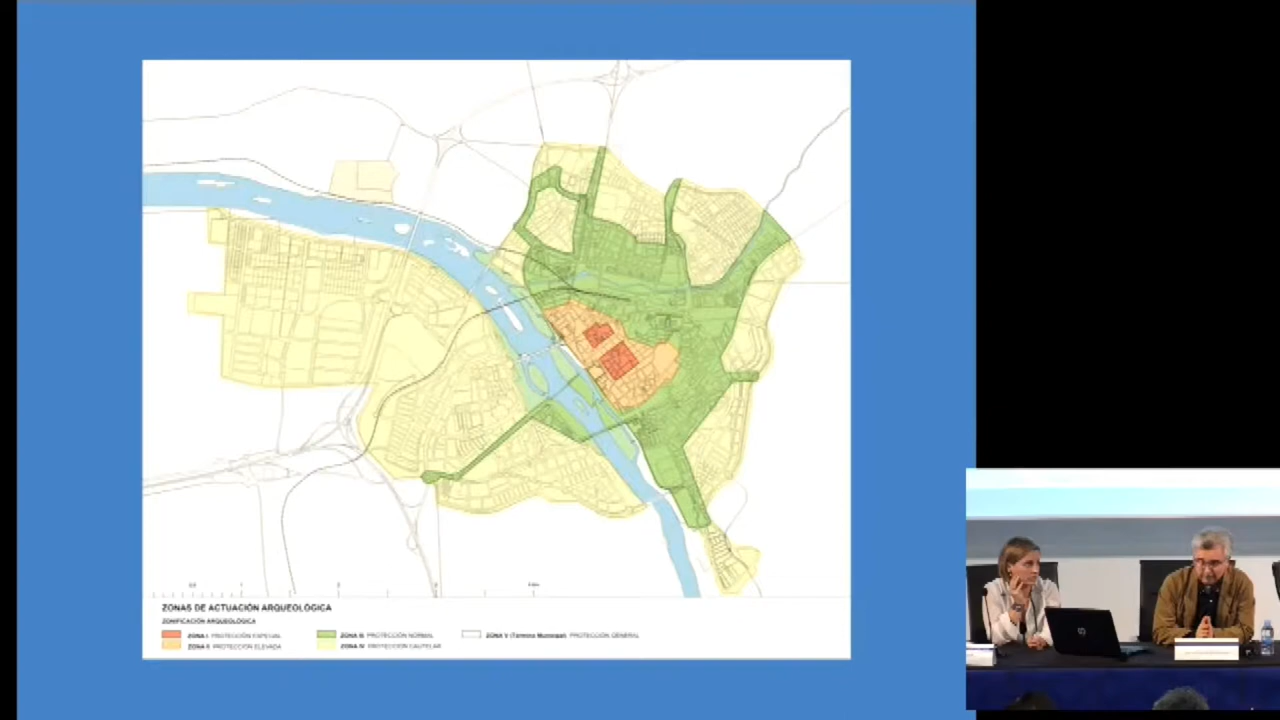 ZONAS DE ACTUACIÓN ARQUEOLÓGICA
ZONIFICACIÓN ARQUEOLÓGICA
ZONA I: PROTECCIÓN ESPECIAL
ZONA II: PROTECCIÓN ELEVADA
ZONA III: PROTECCIÓN NORMAL
ZONA IV: PROTECCIÓN CAUTELAR
ZONA V (Término Municipal): PROTECCIÓN GENERAL